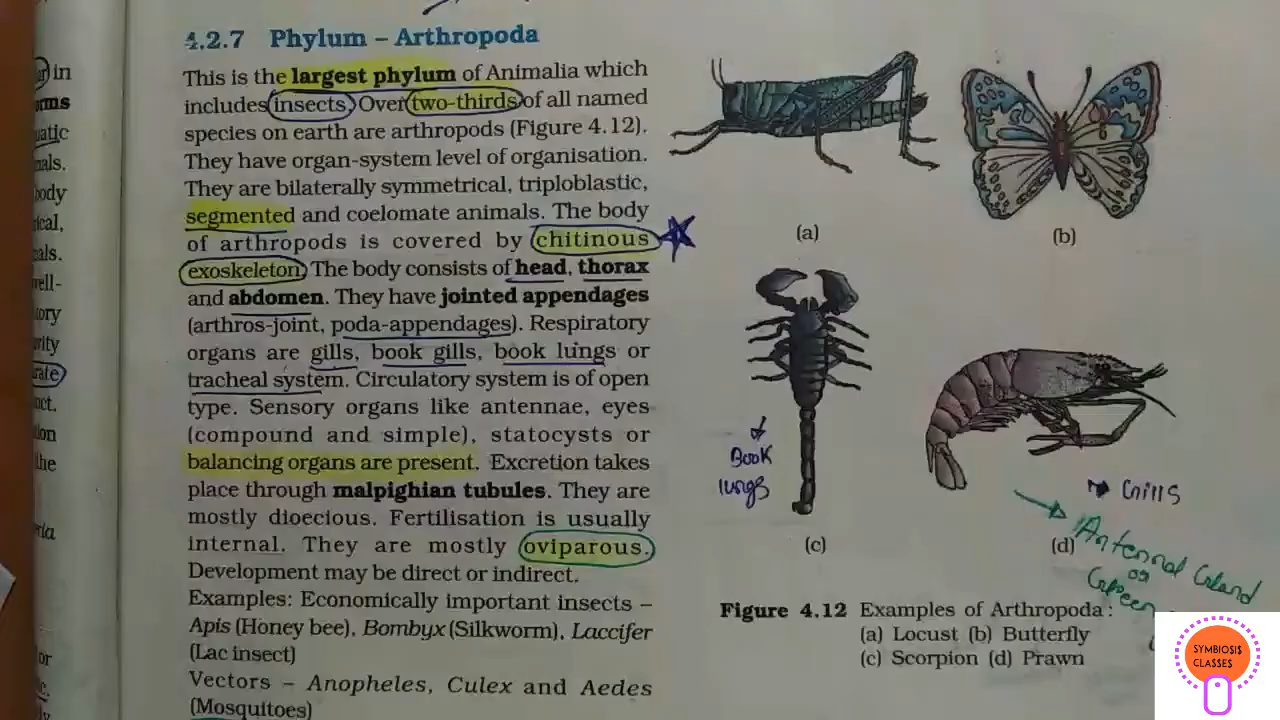 4.2.7 Phylum – Arthropoda
This is the largest phylum of Animalia which
includes insects. Over two-thirds of all named
species on earth are arthropods (Figure 4.12).
They have organ-system level of organisation.
They are bilaterally symmetrical, triploblastic,
segmented and coelomate animals. The body
of arthropods is covered by chitinous
exoskeleton. The body consists of head, thorax
and abdomen. They have jointed appendages
(arthros-joint, poda-appendages). Respiratory
organs are gills, book gills, book lungs or
tracheal system. Circulatory system is of open
type. Sensory organs like antennae, eyes
(compound and simple), statocysts or
balancing organs are present. Excretion takes
place through malpighian tubules. They are
mostly dioecious. Fertilisation is usually
internal. They are mostly oviparous.
Development may be direct or indirect.
Examples: Economically important insects –
Apis (Honey bee), Bombyx (Silkworm), Laccifer
(Lac insect)
Vectors – Anopheles, Culex and Aedes
(Mosquitoes)
in
body
the
or
(a)
(b)
Book
lungs
(c)
Gills
Antennal Gland
or
Green
(d)
Figure 4.12 Examples of Arthropoda :
(a) Locust (b) Butterfly
(c) Scorpion (d) Prawn
SYMBIOSIS
CLASSES